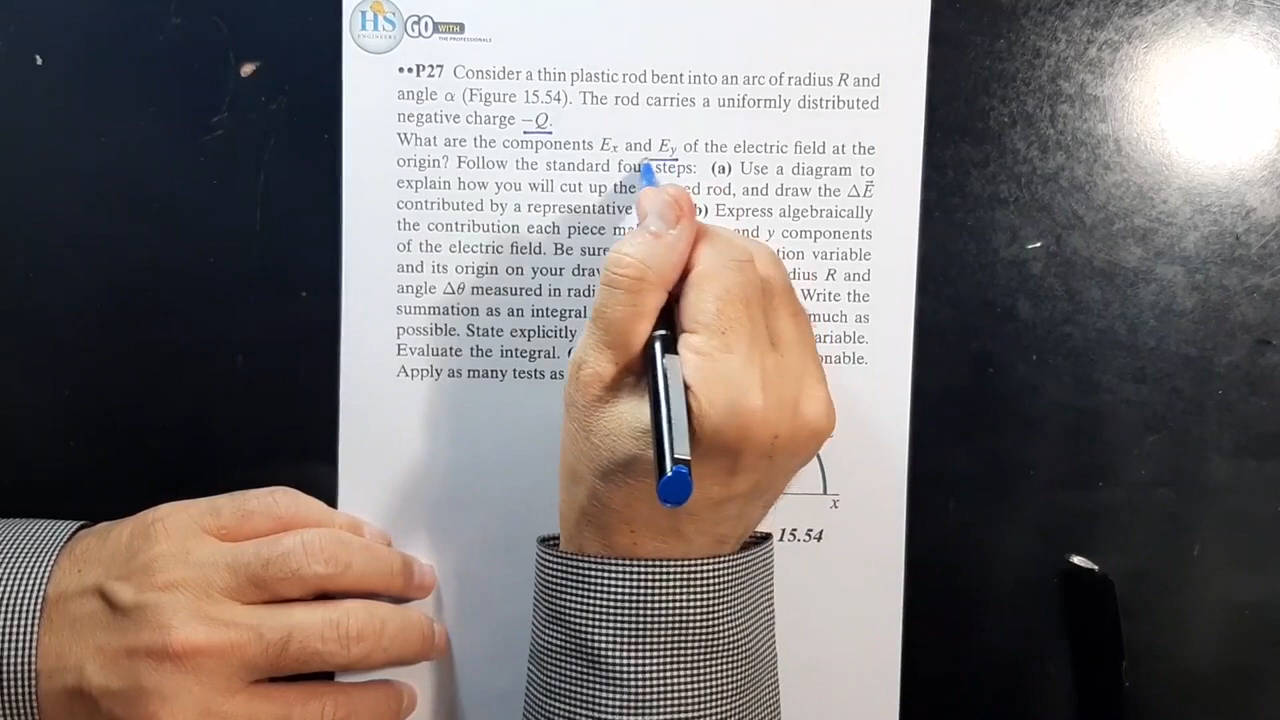 HS
ENGINEERS
GO WITH
THE PROFESSIONALS
••P27 Consider a thin plastic rod bent into an arc of radius R and
angle α (Figure 15.54). The rod carries a uniformly distributed
negative charge −Q.
What are the components Ex and Ey of the electric field at the
origin? Follow the standard four steps: (a) Use a diagram to
explain how you will cut up the ed rod, and draw the ΔE⃗
contributed by a representative b) Express algebraically
the contribution each piece ma and y components
of the electric field. Be sure tion variable
and its origin on your draw dius R and
angle Δθ measured in radi Write the
summation as an integral much as
possible. State explicitly ariable.
Evaluate the integral. ( onable.
Apply as many tests as
x
15.54